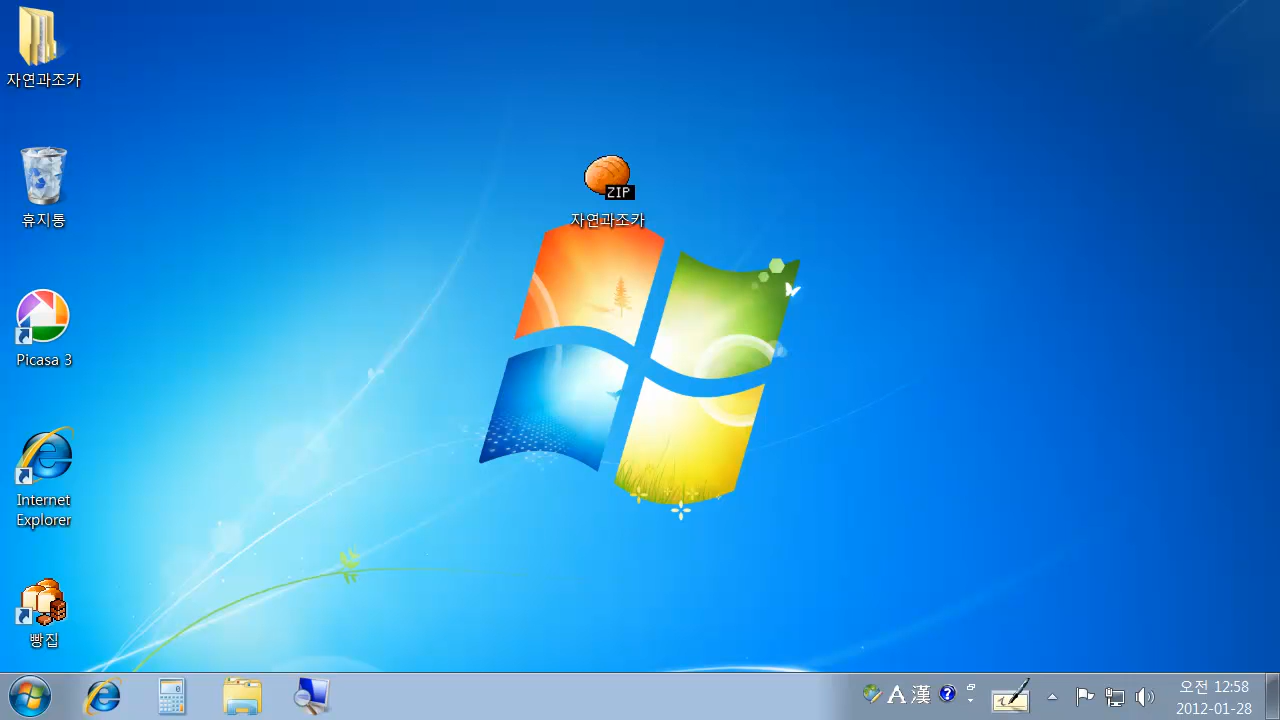 자연과조카
휴지통
Picasa 3
Internet
Explorer
빵집
ZIP
자연과조카
A 漢
오전 12:58
2012-01-28